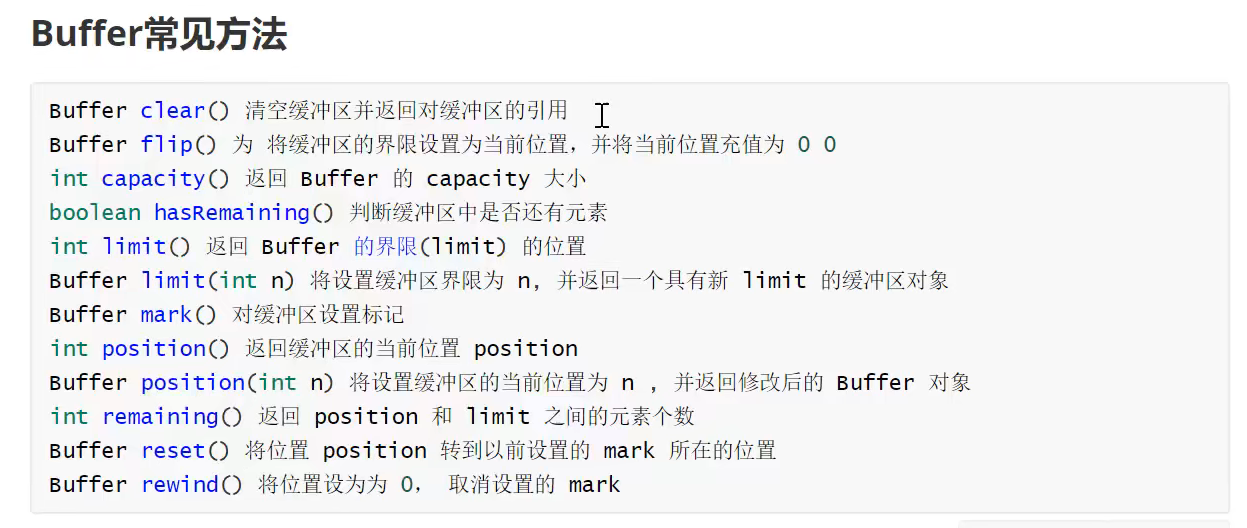 Buffer常见方法
Buffer clear() 清空缓冲区并返回对缓冲区的引用
Buffer flip() 为 将缓冲区的界限设置为当前位置，并将当前位置充值为 0 0
int capacity() 返回 Buffer 的 capacity 大小
boolean hasRemaining() 判断缓冲区中是否还有元素
int limit() 返回 Buffer 的界限(limit) 的位置
Buffer limit(int n) 将设置缓冲区界限为 n, 并返回一个具有新 limit 的缓冲区对象
Buffer mark() 对缓冲区设置标记
int position() 返回缓冲区的当前位置 position
Buffer position(int n) 将设置缓冲区的当前位置为 n , 并返回修改后的 Buffer 对象
int remaining() 返回 position 和 limit 之间的元素个数
Buffer reset() 将位置 position 转到以前设置的 mark 所在的位置
Buffer rewind() 将位置设为为 0， 取消设置的 mark